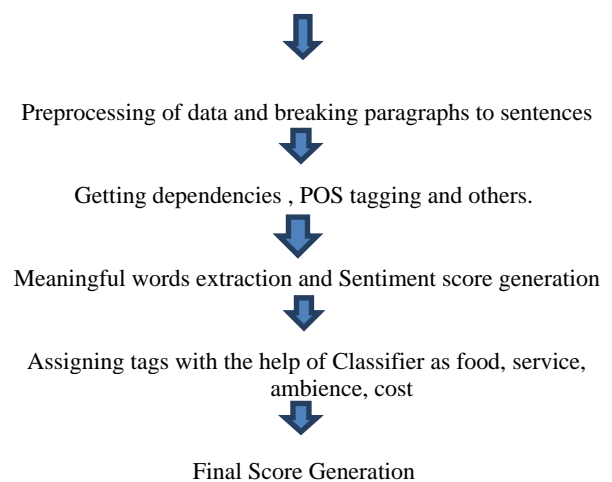 Preprocessing of data and breaking paragraphs to sentences
Getting dependencies , POS tagging and others.
Meaningful words extraction and Sentiment score generation
Assigning tags with the help of Classifier as food, service,
ambience, cost
Final Score Generation